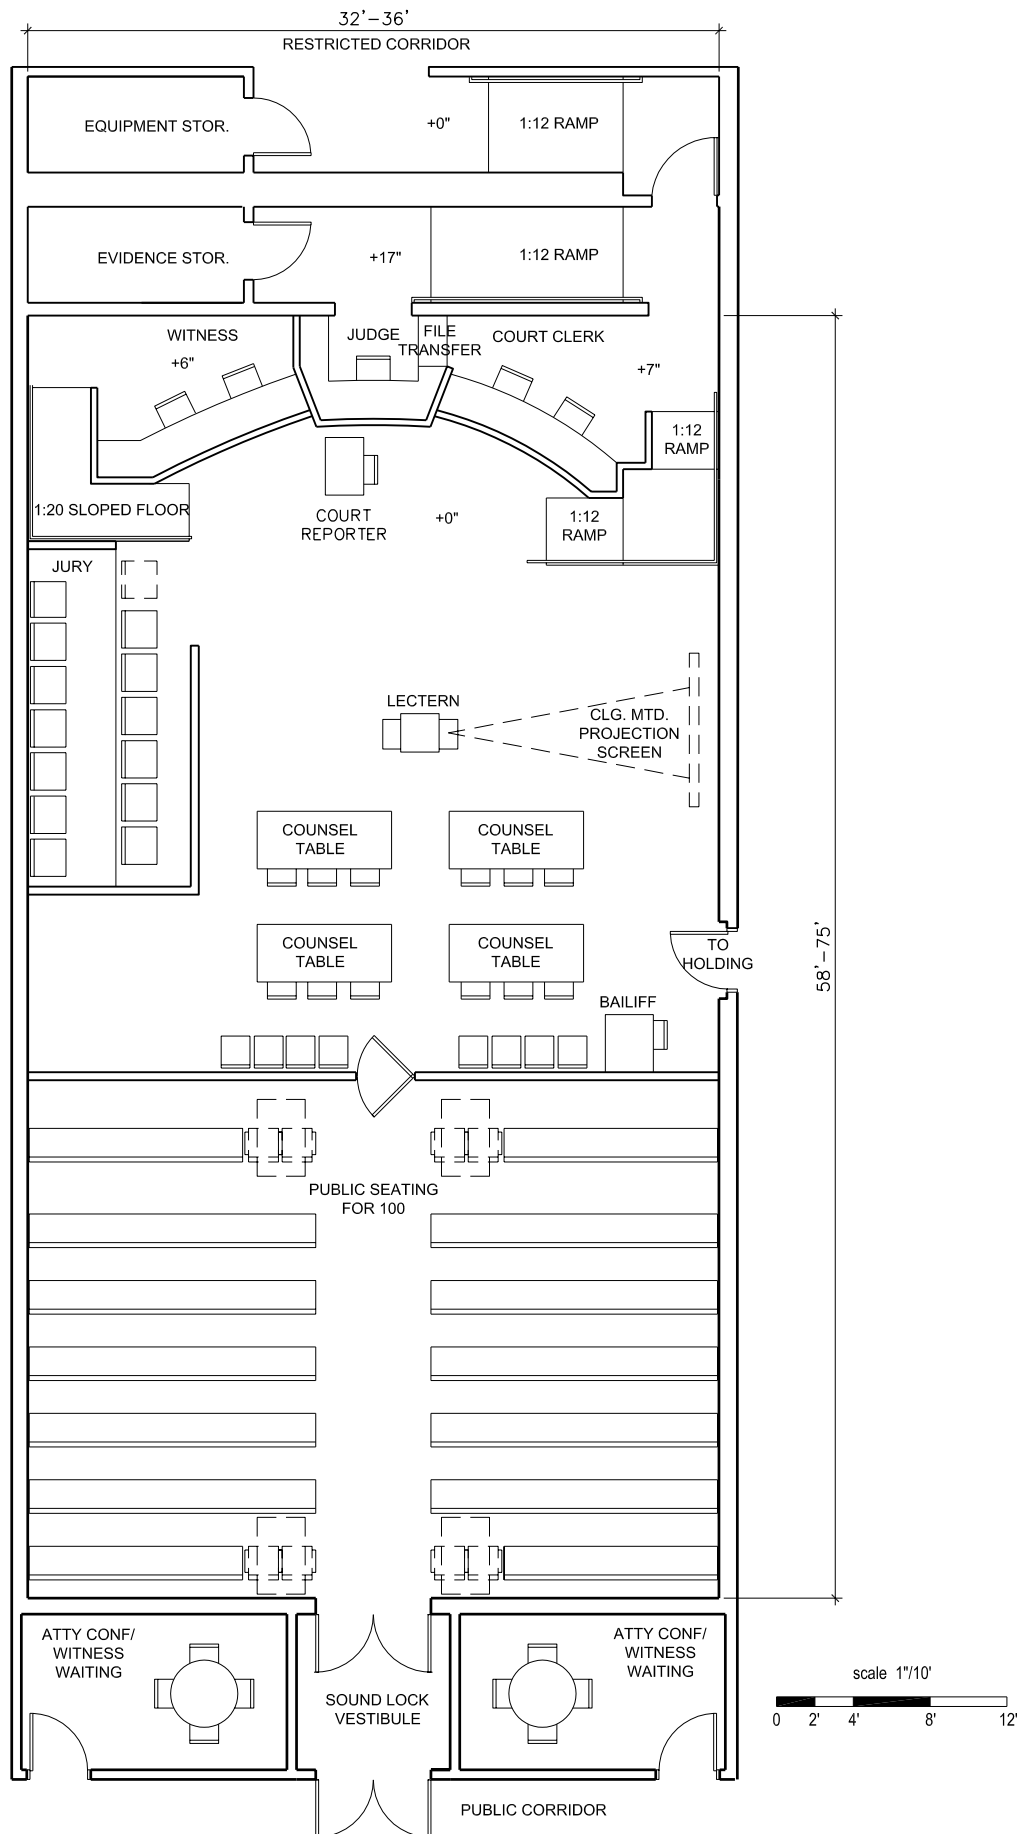 32'-36'
RESTRICTED CORRIDOR
EQUIPMENT STOR.
+0"
1:12 RAMP
EVIDENCE STOR.
+17"
1:12 RAMP
WITNESS
+6"
JUDGE
FILE
TRANSFER
COURT CLERK
+7"
1:12
RAMP
1:20 SLOPED FLOOR
COURT
REPORTER
+0"
1:12
RAMP
JURY
LECTERN
CLG. MTD.
PROJECTION
SCREEN
COUNSEL
TABLE
COUNSEL
TABLE
COUNSEL
TABLE
COUNSEL
TABLE
TO
HOLDING
58'-75'
BAILIFF
PUBLIC SEATING
FOR 100
ATTY CONF/
WITNESS
WAITING
SOUND LOCK
VESTIBULE
ATTY CONF/
WITNESS
WAITING
scale 1"/10'
0 2' 4' 8' 12'
PUBLIC CORRIDOR